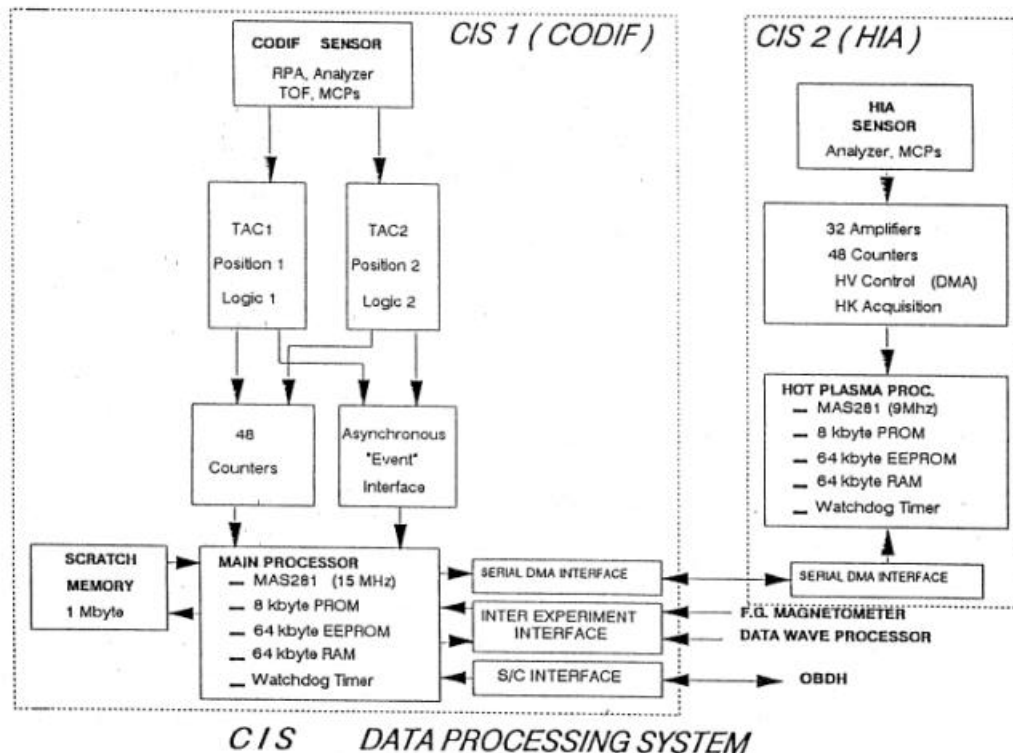 CIS 1 ( CODIF )
CODIF SENSOR
RPA, Analyzer
TOF, MCPs
TAC1
Position 1
Logic 1
TAC2
Position 2
Logic 2
48
Counters
Asynchronous
"Event"
Interface
SCRATCH
MEMORY
1 Mbyte
MAIN PROCESSOR
— MAS281 (15 MHz)
— 8 kbyte PROM
— 64 kbyte EEPROM
— 64 kbyte RAM
— Watchdog Timer
SERIAL DMA INTERFACE
INTER EXPERIMENT
INTERFACE
S/C INTERFACE
CIS 2 ( HIA )
HIA
SENSOR
Analyzer, MCPs
32 Amplifiers
48 Counters
HV Control (DMA)
HK Acquisition
HOT PLASMA PROC.
— MAS281 (9Mhz)
— 8 kbyte PROM
— 64 kbyte EEPROM
— 64 kbyte RAM
— Watchdog Timer
SERIAL DMA INTERFACE
F.G. MAGNETOMETER
DATA WAVE PROCESSOR
OBDH
C I S DATA PROCESSING SYSTEM